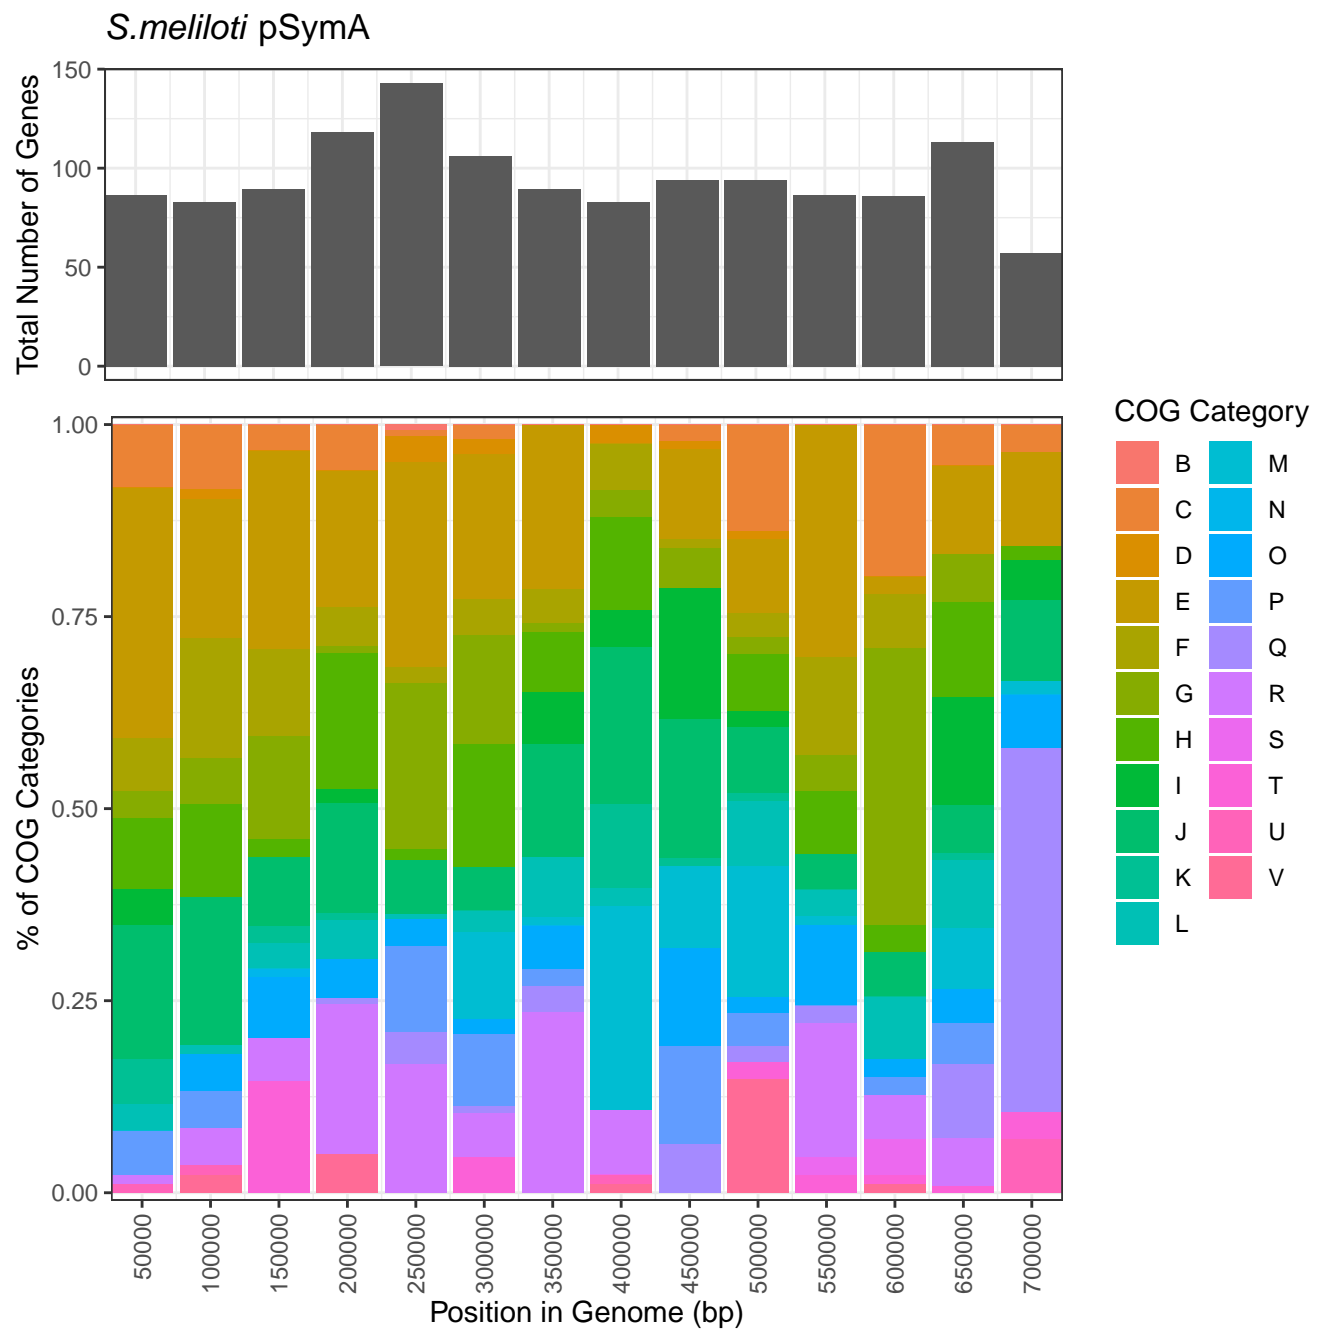 S.meliloti pSymA
Total Number of Genes
150
100
50
0
% of COG Categories
1.00
0.75
0.50
0.25
0.00
50000
100000
150000
200000
250000
300000
350000
400000
450000
500000
550000
600000
650000
700000
Position in Genome (bp)
COG Category
B M
C N
D O
E P
F Q
G R
H S
I T
J U
K V
L